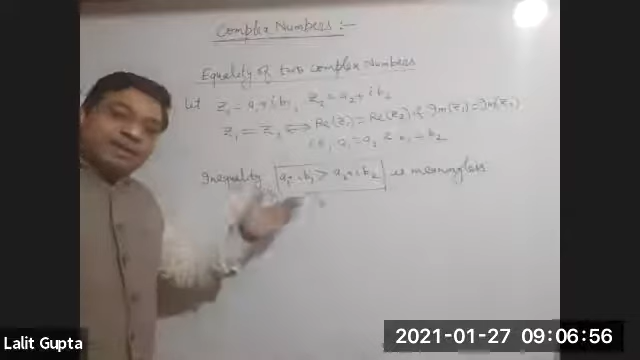 Complex Numbers :-
Equality of two complex Numbers
Let z₁ = a₁+ib₁, z₂ = a₂+ib₂
z₁ = z₂ ⟺ Re(z₁) = Re(z₂) & Im(z₁) = Im(z₂)
i.e., a₁ = a₂ & b₁ = b₂
Inequality a₁+ib₁ > a₂+ib₂ is meaningless
Lalit Gupta
2021-01-27 09:06:56